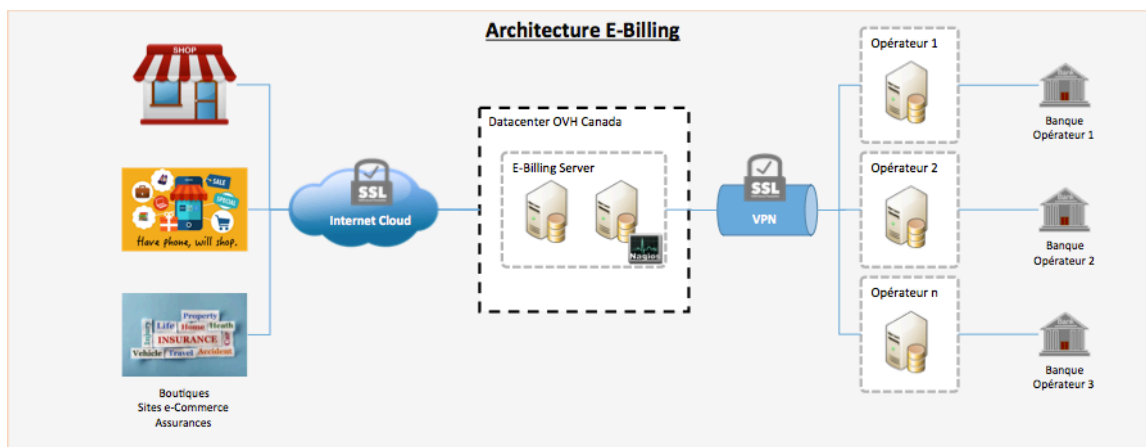 Architecture E-Billing
SHOP
SALE
SPECIAL
Have phone, will shop.
Property
Life
Home
Heath
Injury
INSURANCE
Car
Vehicle
Travel
Accident
Boutiques
Sites e-Commerce
Assurances
SSL
Internet Cloud
Datacenter OVH Canada
E-Billing Server
Nagios
SSL
VPN
Opérateur 1
Banque
Opérateur 1
Opérateur 2
Banque
Opérateur 2
Opérateur n
Banque
Opérateur 3